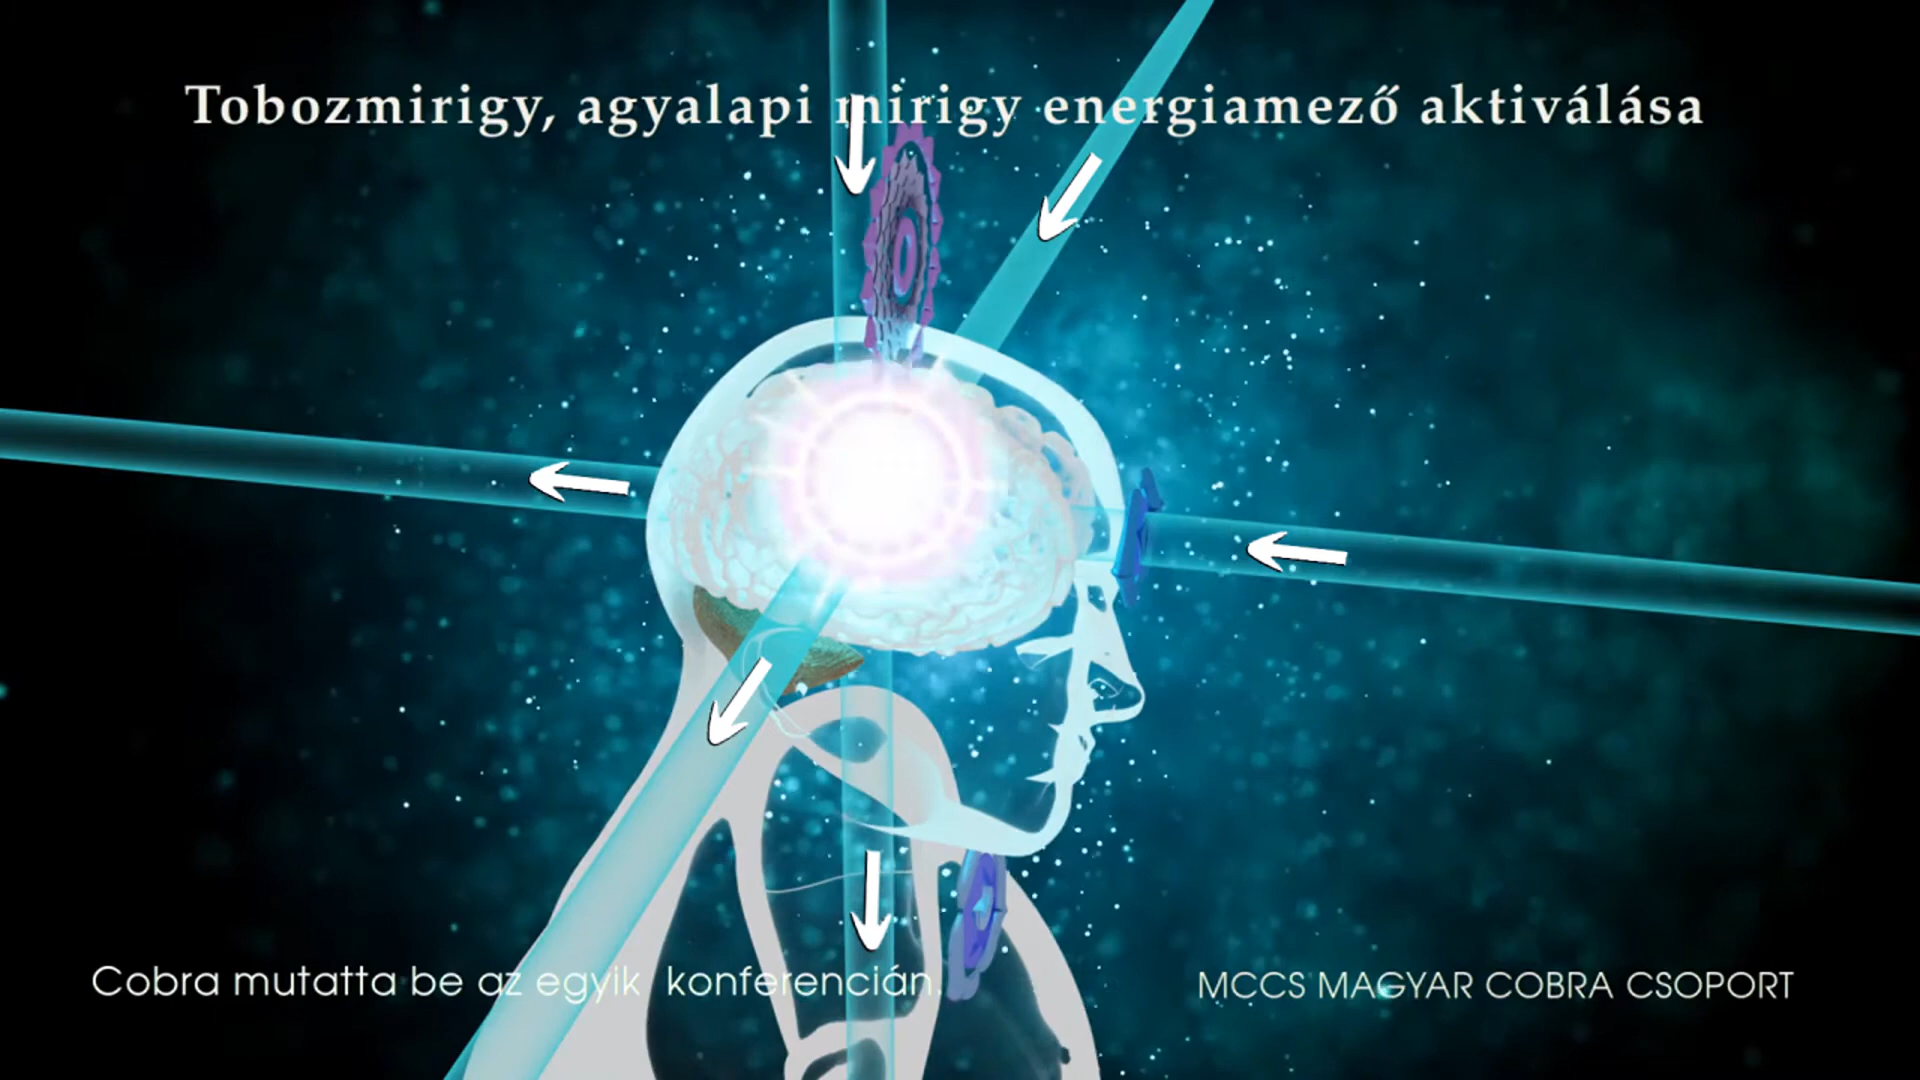 Tobozmirigy, agyalapi mirigy energiamező aktiválása
Cobra mutatta be az egyik konferencián.
MCCS MAGYAR COBRA CSOPORT